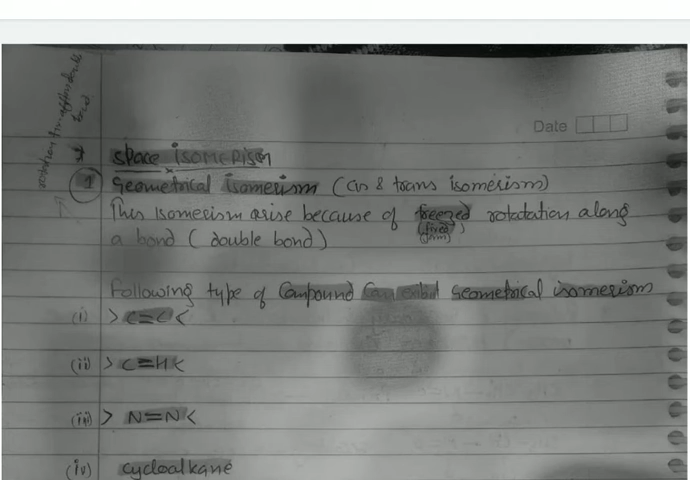 Date
space isomerism
1 Geometrical isomerism (cis & trans isomerism)
This isomerism arise because of freezed rotatation along
(fixed
a bond (double bond)
Following type of Compound Can exibit Geometrical isomerism
(i) >C=C<
(ii) >C=H<
(iii) >N=N<
(iv) cycloalkane